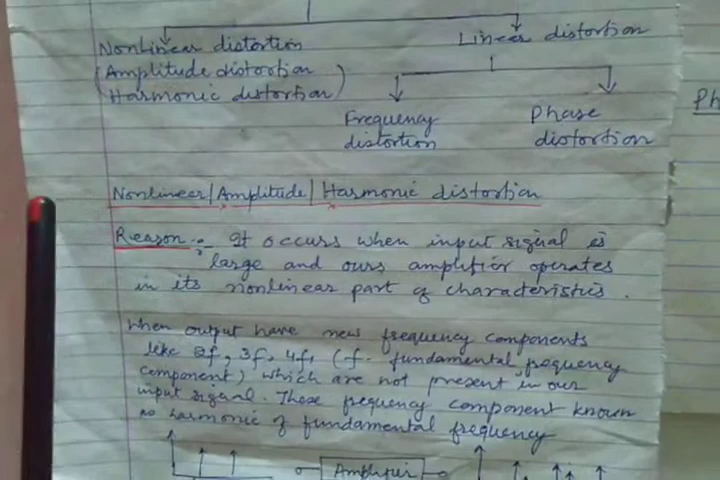 Nonlinear distortion
Linear distortion
(Amplitude distortion
Harmonic distortion)
Frequency
distortion
Phase
distortion
Ph
Nonlinear/Amplitude/Harmonic distortion
Reason :- It occurs when input signal is
large and ours amplifior operates
in its nonlinear part of characteristics.
When output have new frequency components
like 2f, 3f, 4f, (f- fundamental frequency
component) which are not present in our
input signal. These frequency component known
as harmonic of fundamental frequency
Amplifier